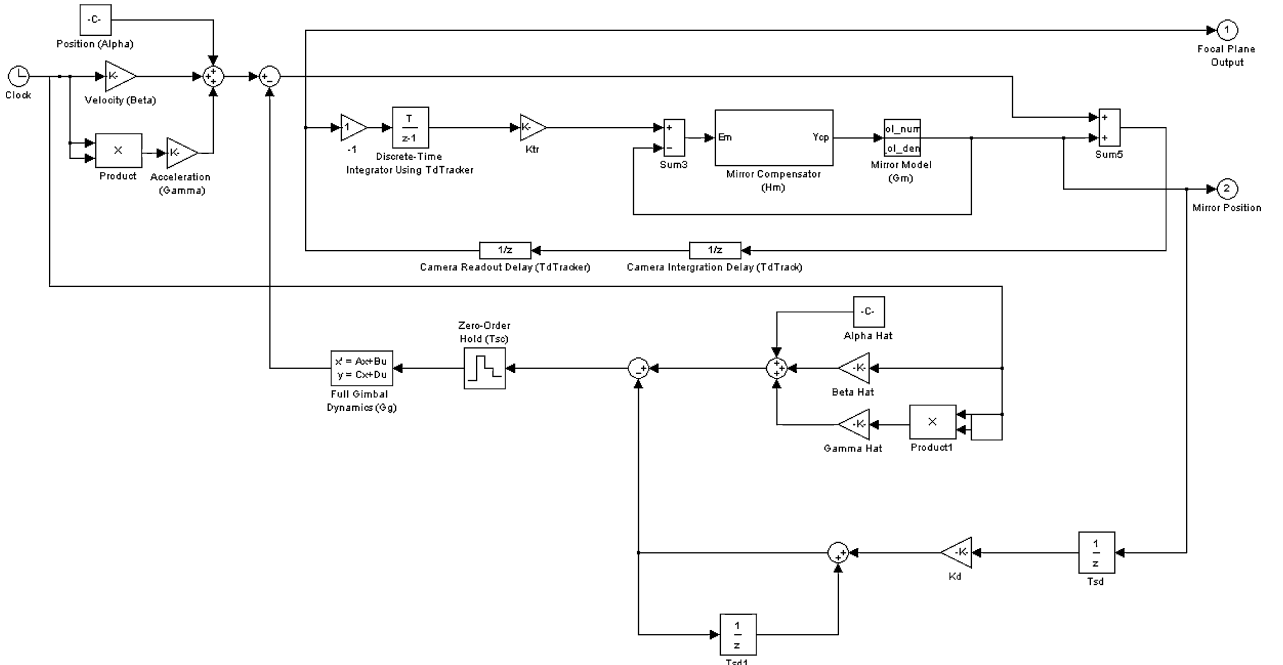 -C-
Position (Alpha)
Clock
K-
Velocity (Beta)
X
Product
K-
Acceleration
(Gamma)
1
Focal Plane
Output
1
-1
T
z-1
Discrete-Time
Integrator Using TdTracker
K-
Ktr
Sum3
Em
Ycp
Mirror Compensator
(Hm)
ol_num
.ol_den
Mirror Model
(Gm)
Sum5
2
Mirror Position
1/z
Camera Readout Delay (TdTracker)
1/z
Camera Intergration Delay (TdTrack)
-C-
Alpha Hat
Zero-Order
Hold (Tsc)
x' = Ax+Bu
y = Cx+Du
Full Gimbal
Dynamics (Gg)
-K-
Beta Hat
-K-
Gamma Hat
X
Product1
1
z
Tsd
-K-
Kd
1
z
Tsd1